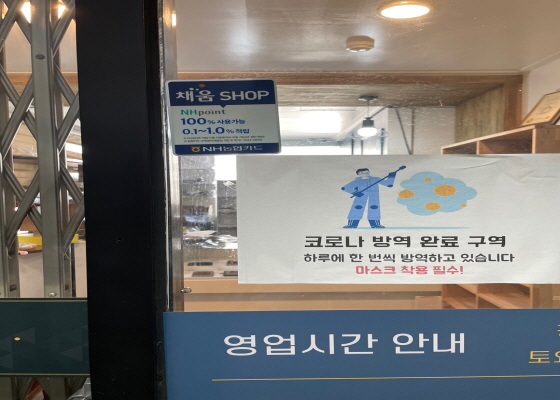 채움 SHOP
NHpoint
100% 사용가능
0.1~1.0% 적립
NH농협카드
코로나 방역 완료 구역
하루에 한 번씩 방역하고 있습니다
마스크 착용 필수!
영업시간 안내